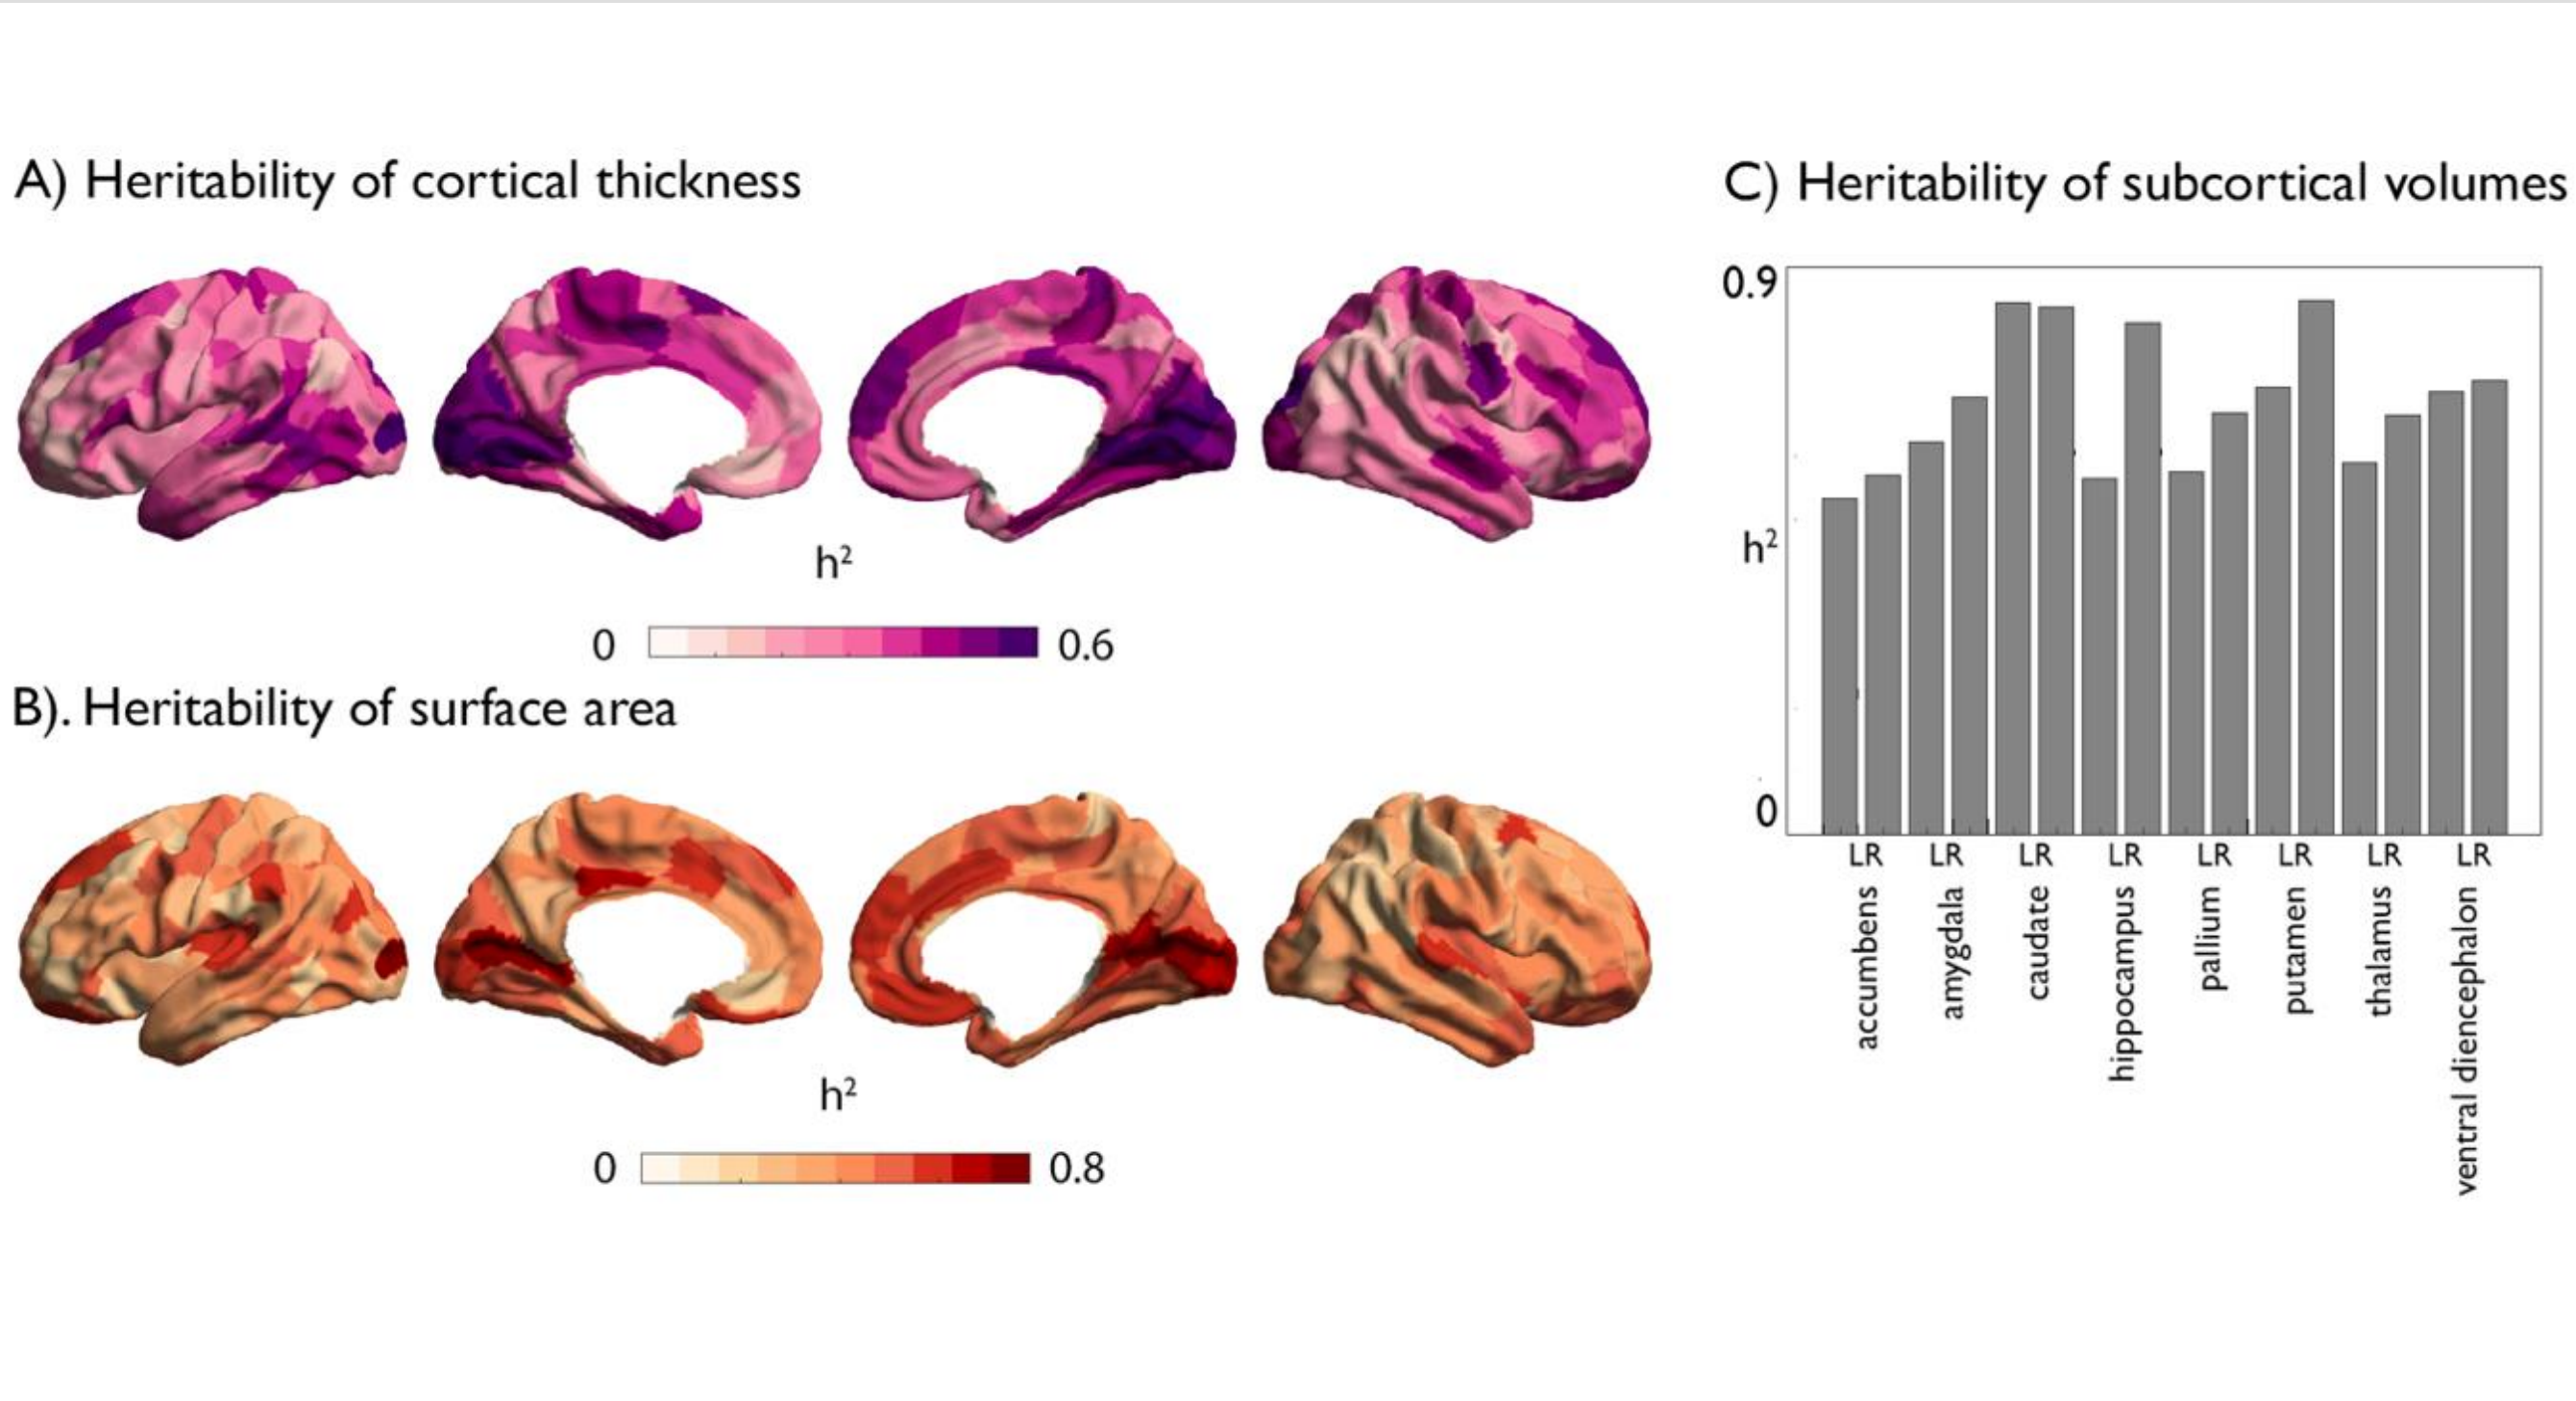 A) Heritability of cortical thickness
h²
0 0.6
B). Heritability of surface area
h²
0 0.8
C) Heritability of subcortical volumes
0.9
h²
0
LR LR LR LR LR LR LR LR
accumbens
amygdala
caudate
hippocampus
pallium
putamen
thalamus
ventral diencephalon